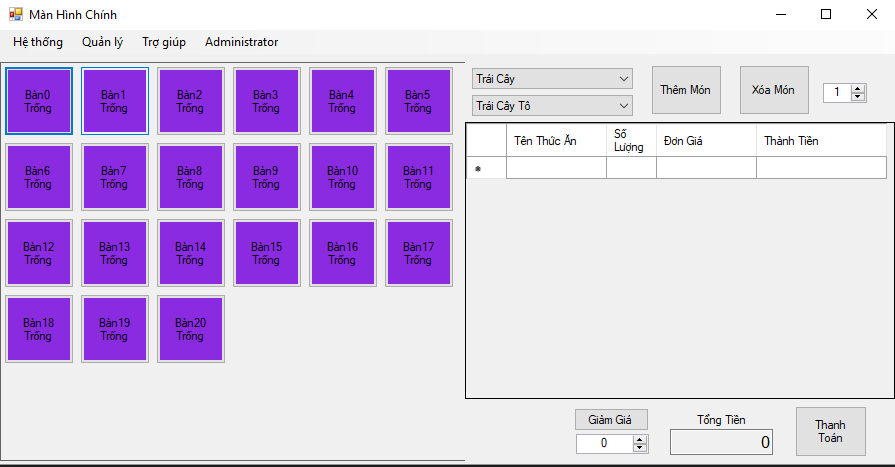 Màn Hình Chính
Hệ thống Quản lý Trợ giúp Administrator
Bàn0
Trống
Bàn1
Trống
Bàn2
Trống
Bàn3
Trống
Bàn4
Trống
Bàn5
Trống
Bàn6
Trống
Bàn7
Trống
Bàn8
Trống
Bàn9
Trống
Bàn10
Trống
Bàn11
Trống
Bàn12
Trống
Bàn13
Trống
Bàn14
Trống
Bàn15
Trống
Bàn16
Trống
Bàn17
Trống
Bàn18
Trống
Bàn19
Trống
Bàn20
Trống
Trái Cây
Trái Cây Tô
Thêm Món
Xóa Món
1
Tên Thức Ăn
Số
Lượng
Đơn Giá
Thành Tiền
Giảm Giá
0
Tổng Tiền
0
Thanh
Toán